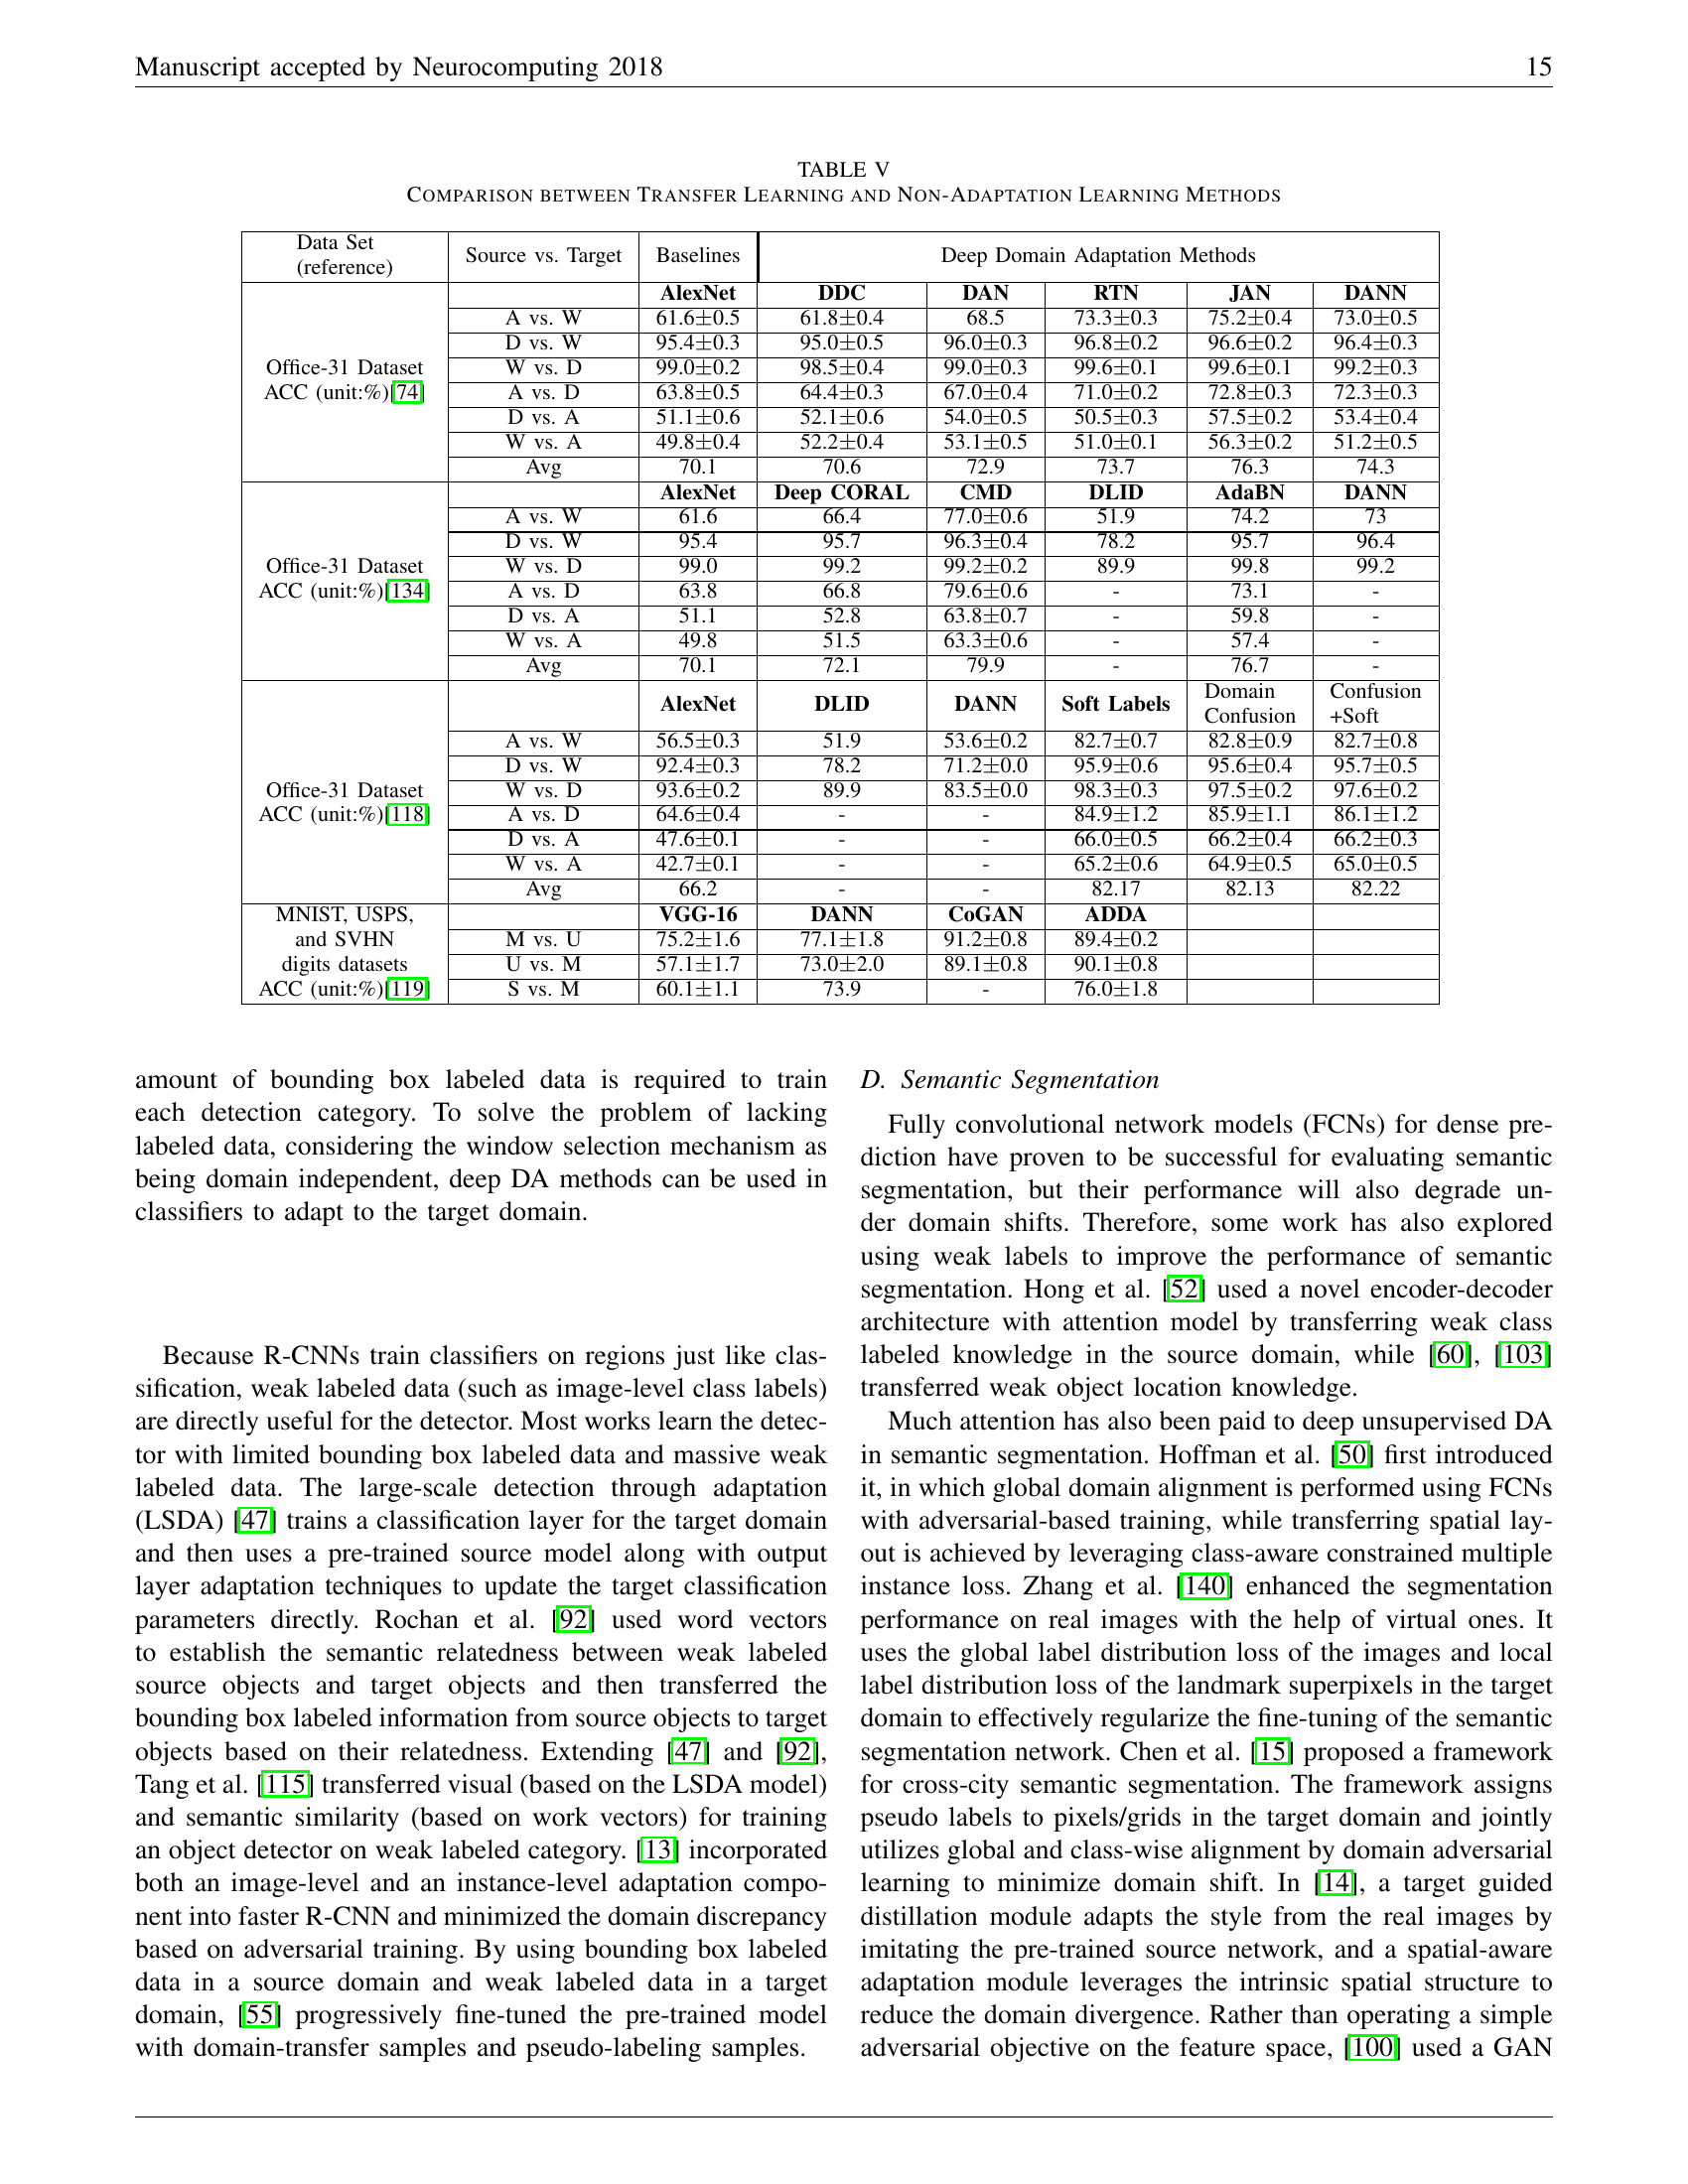 Manuscript accepted by Neurocomputing 2018 15
TABLE V
COMPARISON BETWEEN TRANSFER LEARNING AND NON-ADAPTATION LEARNING METHODS
Data Set (reference) Source vs. Target Baselines Deep Domain Adaptation Methods
Office-31 Dataset ACC (unit:%)[74]
AlexNet DDC DAN RTN JAN DANN
A vs. W 61.6±0.5 61.8±0.4 68.5 73.3±0.3 75.2±0.4 73.0±0.5
D vs. W 95.4±0.3 95.0±0.5 96.0±0.3 96.8±0.2 96.6±0.2 96.4±0.3
W vs. D 99.0±0.2 98.5±0.4 99.0±0.3 99.6±0.1 99.6±0.1 99.2±0.3
A vs. D 63.8±0.5 64.4±0.3 67.0±0.4 71.0±0.2 72.8±0.3 72.3±0.3
D vs. A 51.1±0.6 52.1±0.6 54.0±0.5 50.5±0.3 57.5±0.2 53.4±0.4
W vs. A 49.8±0.4 52.2±0.4 53.1±0.5 51.0±0.1 56.3±0.2 51.2±0.5
Avg 70.1 70.6 72.9 73.7 76.3 74.3
Office-31 Dataset ACC (unit:%)[134]
AlexNet Deep CORAL CMD DLID AdaBN DANN
A vs. W 61.6 66.4 77.0±0.6 51.9 74.2 73
D vs. W 95.4 95.7 96.3±0.4 78.2 95.7 96.4
W vs. D 99.0 99.2 99.2±0.2 89.9 99.8 99.2
A vs. D 63.8 66.8 79.6±0.6 - 73.1 -
D vs. A 51.1 52.8 63.8±0.7 - 59.8 -
W vs. A 49.8 51.5 63.3±0.6 - 57.4 -
Avg 70.1 72.1 79.9 - 76.7 -
Office-31 Dataset ACC (unit:%)[118]
AlexNet DLID DANN Soft Labels Domain Confusion Confusion +Soft
A vs. W 56.5±0.3 51.9 53.6±0.2 82.7±0.7 82.8±0.9 82.7±0.8
D vs. W 92.4±0.3 78.2 71.2±0.0 95.9±0.6 95.6±0.4 95.7±0.5
W vs. D 93.6±0.2 89.9 83.5±0.0 98.3±0.3 97.5±0.2 97.6±0.2
A vs. D 64.6±0.4 - - 84.9±1.2 85.9±1.1 86.1±1.2
D vs. A 47.6±0.1 - - 66.0±0.5 66.2±0.4 66.2±0.3
W vs. A 42.7±0.1 - - 65.2±0.6 64.9±0.5 65.0±0.5
Avg 66.2 - - 82.17 82.13 82.22
MNIST, USPS, and SVHN digits datasets ACC (unit:%)[119]
VGG-16 DANN CoGAN ADDA
M vs. U 75.2±1.6 77.1±1.8 91.2±0.8 89.4±0.2
U vs. M 57.1±1.7 73.0±2.0 89.1±0.8 90.1±0.8
S vs. M 60.1±1.1 73.9 - 76.0±1.8
amount of bounding box labeled data is required to train
each detection category. To solve the problem of lacking
labeled data, considering the window selection mechanism as
being domain independent, deep DA methods can be used in
classifiers to adapt to the target domain.
Because R-CNNs train classifiers on regions just like clas-
sification, weak labeled data (such as image-level class labels)
are directly useful for the detector. Most works learn the detec-
tor with limited bounding box labeled data and massive weak
labeled data. The large-scale detection through adaptation
(LSDA) [47] trains a classification layer for the target domain
and then uses a pre-trained source model along with output
layer adaptation techniques to update the target classification
parameters directly. Rochan et al. [92] used word vectors
to establish the semantic relatedness between weak labeled
source objects and target objects and then transferred the
bounding box labeled information from source objects to target
objects based on their relatedness. Extending [47] and [92],
Tang et al. [115] transferred visual (based on the LSDA model)
and semantic similarity (based on work vectors) for training
an object detector on weak labeled category. [13] incorporated
both an image-level and an instance-level adaptation compo-
nent into faster R-CNN and minimized the domain discrepancy
based on adversarial training. By using bounding box labeled
data in a source domain and weak labeled data in a target
domain, [55] progressively fine-tuned the pre-trained model
with domain-transfer samples and pseudo-labeling samples.
D. Semantic Segmentation
Fully convolutional network models (FCNs) for dense pre-
diction have proven to be successful for evaluating semantic
segmentation, but their performance will also degrade un-
der domain shifts. Therefore, some work has also explored
using weak labels to improve the performance of semantic
segmentation. Hong et al. [52] used a novel encoder-decoder
architecture with attention model by transferring weak class
labeled knowledge in the source domain, while [60], [103]
transferred weak object location knowledge.
Much attention has also been paid to deep unsupervised DA
in semantic segmentation. Hoffman et al. [50] first introduced
it, in which global domain alignment is performed using FCNs
with adversarial-based training, while transferring spatial lay-
out is achieved by leveraging class-aware constrained multiple
instance loss. Zhang et al. [140] enhanced the segmentation
performance on real images with the help of virtual ones. It
uses the global label distribution loss of the images and local
label distribution loss of the landmark superpixels in the target
domain to effectively regularize the fine-tuning of the semantic
segmentation network. Chen et al. [15] proposed a framework
for cross-city semantic segmentation. The framework assigns
pseudo labels to pixels/grids in the target domain and jointly
utilizes global and class-wise alignment by domain adversarial
learning to minimize domain shift. In [14], a target guided
distillation module adapts the style from the real images by
imitating the pre-trained source network, and a spatial-aware
adaptation module leverages the intrinsic spatial structure to
reduce the domain divergence. Rather than operating a simple
adversarial objective on the feature space, [100] used a GAN